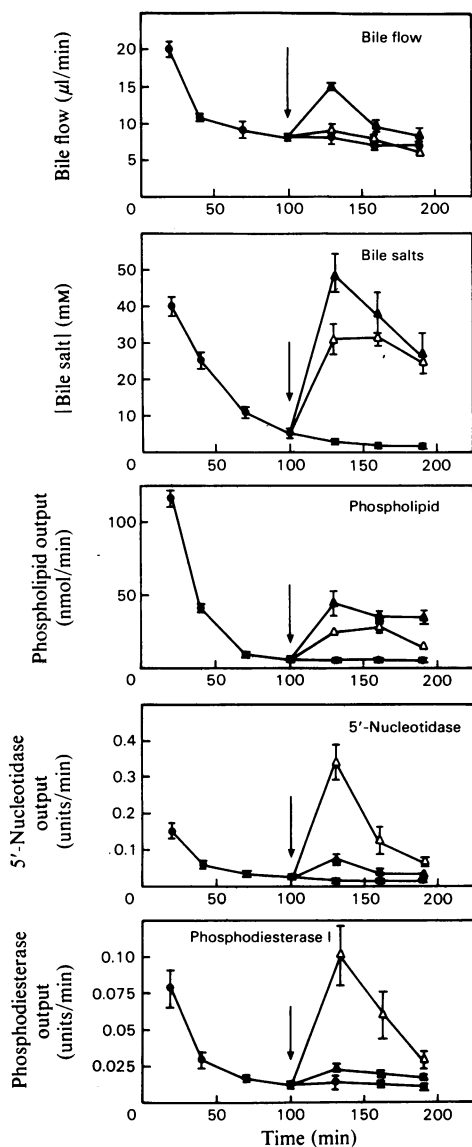 Bile flow
20
15
10
5
Bile flow (µl/min)
50 100 150 200
Bile salts
50
40
30
20
10
[Bile salt] (mM)
50 100 150 200
Phospholipid
100
50
Phospholipid output
(nmol/min)
0 50 100 150 200
5'-Nucleotidase
0.4
0.3
0.2
0.1
5'-Nucleotidase
output
(units/min)
0 50 100 150 200
Phosphodiesterase I
0.10
0.075
0.050
0.025
Phosphodiesterase
output
(units/min)
0 50 100 150 200
Time (min)